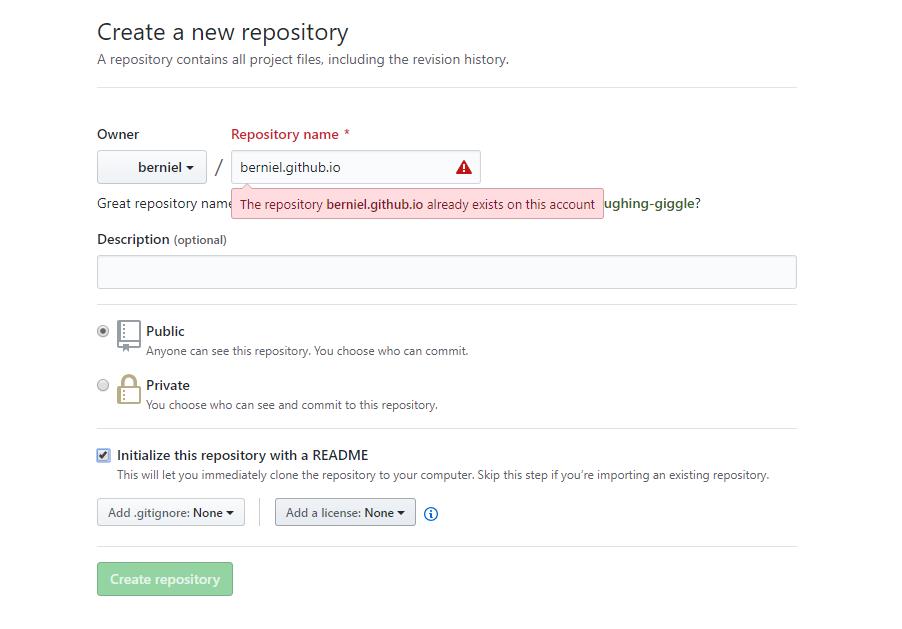 Create a new repository
A repository contains all project files, including the revision history.
Owner
Repository name *
berniel
/
berniel.github.io
Great repository name
The repository berniel.github.io already exists on this account
ughing-giggle?
Description (optional)
Public
Anyone can see this repository. You choose who can commit.
Private
You choose who can see and commit to this repository.
Initialize this repository with a README
This will let you immediately clone the repository to your computer. Skip this step if you're importing an existing repository.
Add .gitignore: None
Add a license: None
Create repository